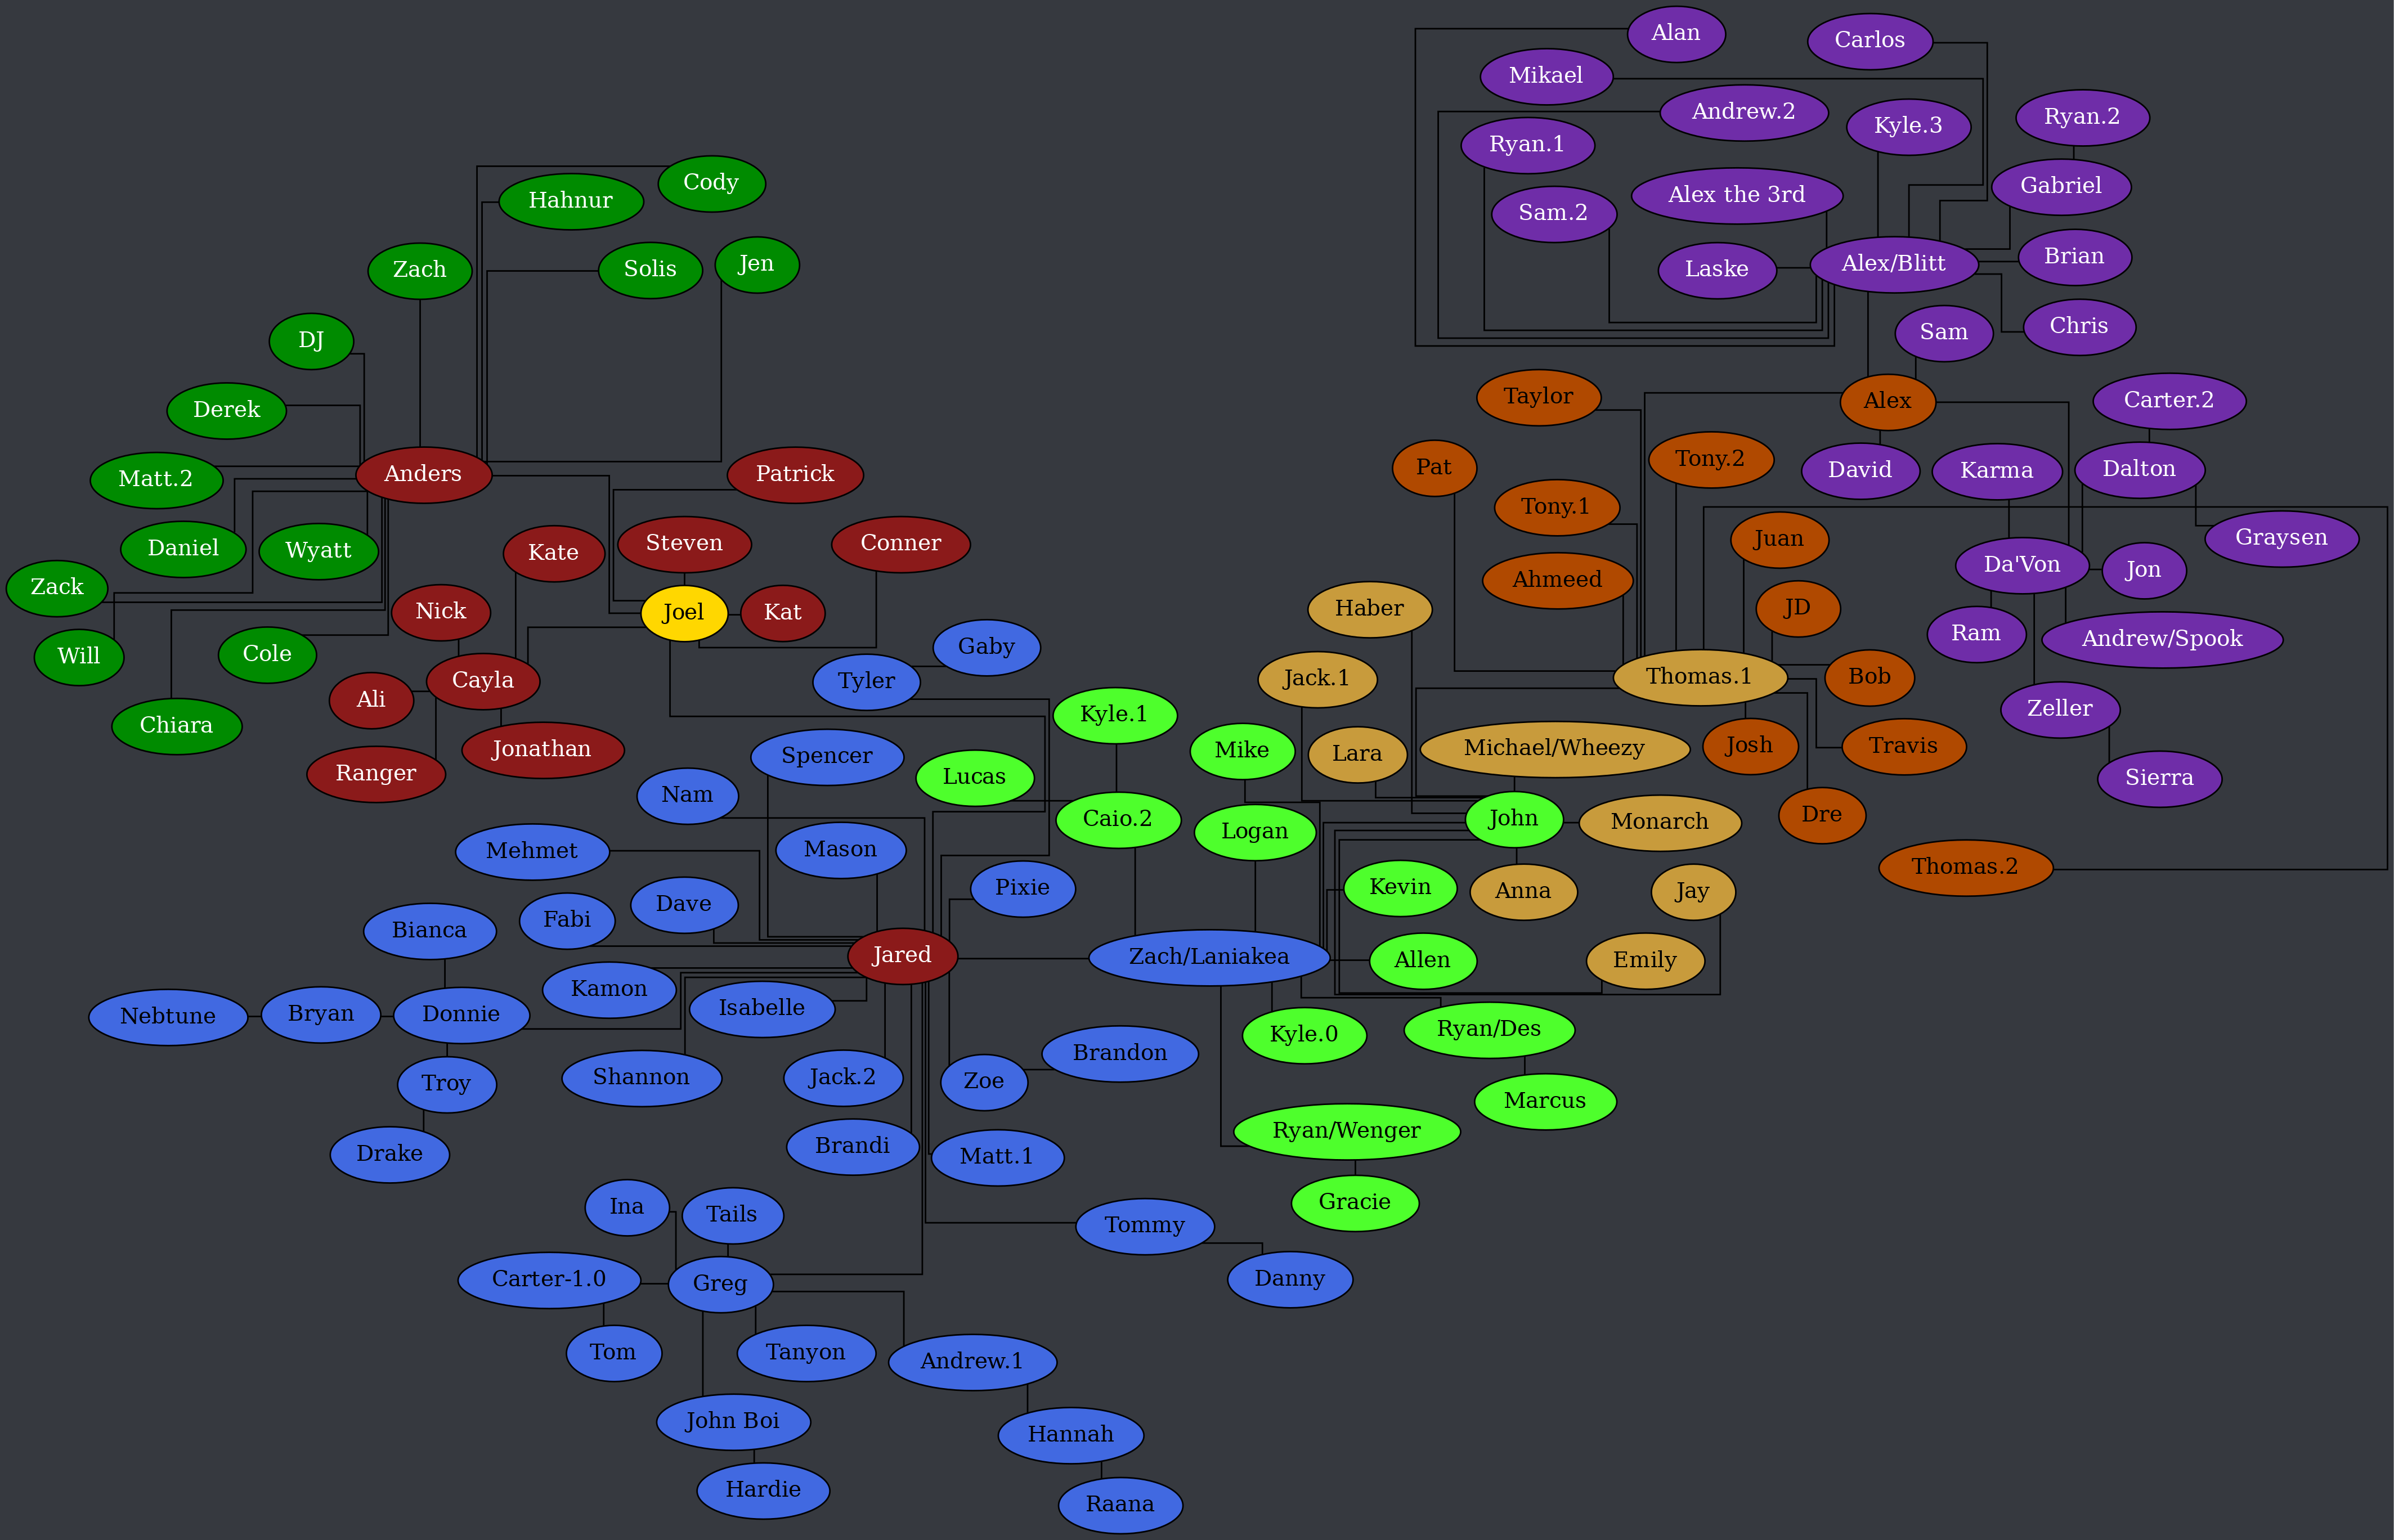 Alan
Carlos
Mikael
Andrew.2
Ryan.2
Kyle.3
Ryan.1
Cody
Gabriel
Alex the 3rd
Hahnur
Sam.2
Brian
Alex/Blitt
Jen
Solis
Zach
Laske
Chris
Sam
DJ
Taylor
Alex
Carter.2
Derek
Tony.2
Pat
David
Karma
Dalton
Anders
Patrick
Matt.2
Tony.1
Juan
Graysen
Steven
Conner
Daniel
Wyatt
Kate
Da'Von
Jon
Ahmeed
Zack
Haber
JD
Nick
Joel
Kat
Ram
Andrew/Spook
Gaby
Cole
Will
Thomas.1
Bob
Jack.1
Cayla
Tyler
Ali
Zeller
Kyle.1
Chiara
Josh
Travis
Michael/Wheezy
Jonathan
Mike
Lara
Spencer
Ranger
Lucas
Sierra
Nam
Dre
Caio.2
John
Monarch
Logan
Mehmet
Mason
Thomas.2
Pixie
Kevin
Anna
Jay
Dave
Fabi
Bianca
Jared
Zach/Laniakea
Allen
Emily
Kamon
Isabelle
Nebtune
Bryan
Donnie
Kyle.0
Ryan/Des
Brandon
Shannon
Jack.2
Zoe
Troy
Marcus
Ryan/Wenger
Brandi
Drake
Matt.1
Gracie
Ina
Tails
Tommy
Carter-1.0
Greg
Danny
Tom
Tanyon
Andrew.1
John Boi
Hannah
Hardie
Raana